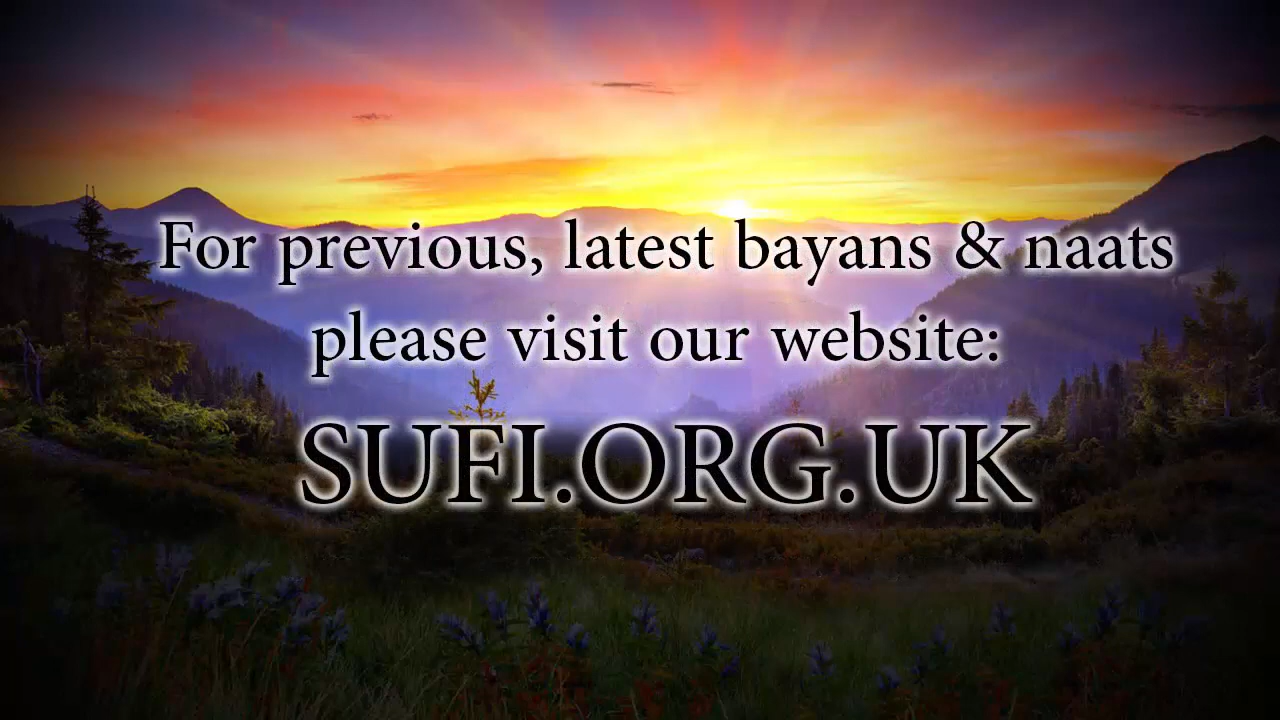 For previous, latest bayans & naats
please visit our website:
SUFI.ORG.UK